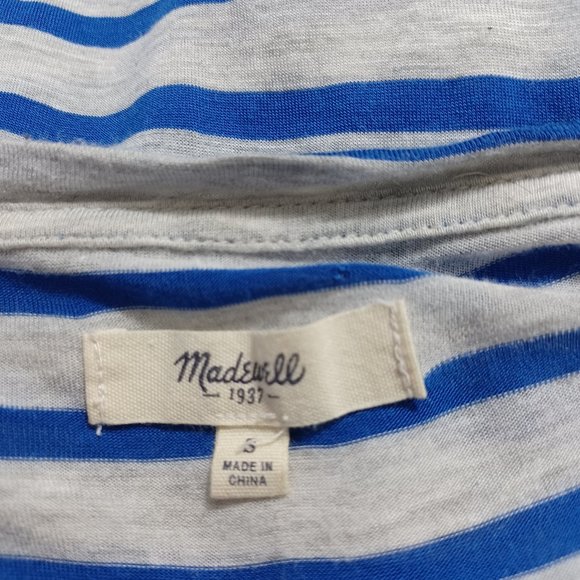 Madewell
— 1937 —
S
MADE IN
CHINA